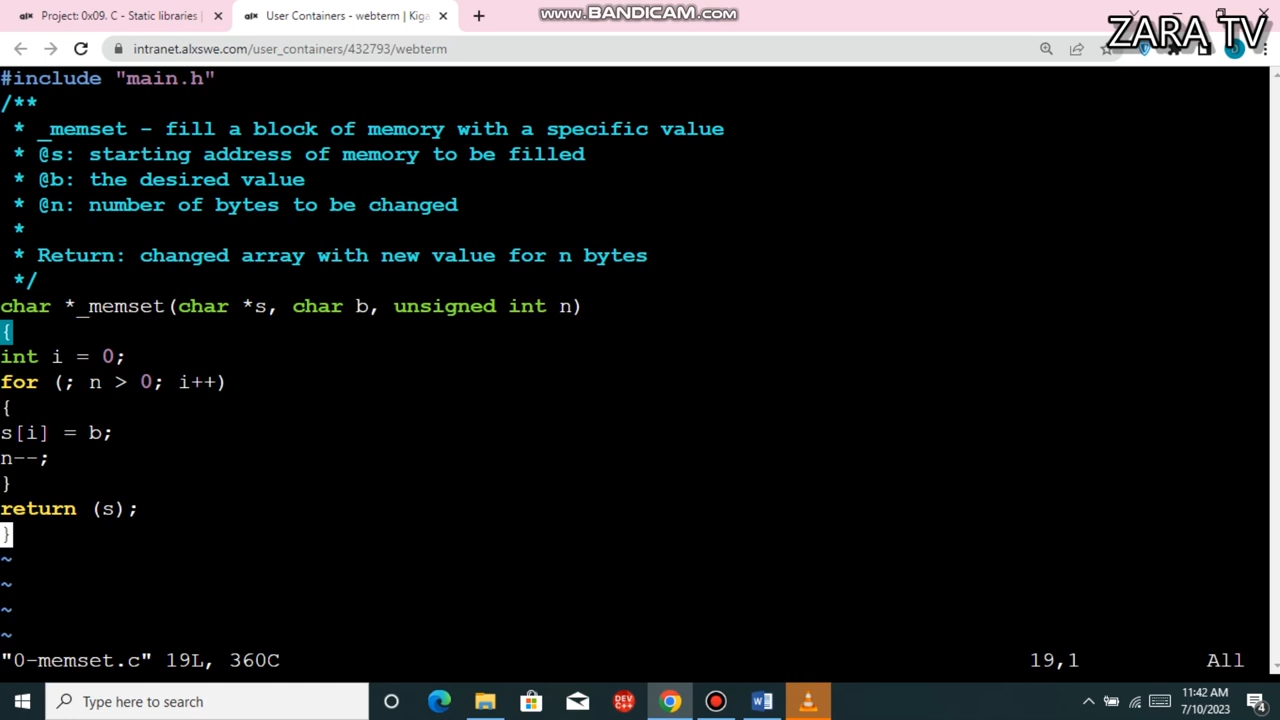 Project: 0x09. C - Static libraries |
User Containers - webterm | Kiga
www.BANDICAM.com
ZARA TV
intranet.alxswe.com/user_containers/432793/webterm
#include "main.h"
/**
* _memset - fill a block of memory with a specific value
* @s: starting address of memory to be filled
* @b: the desired value
* @n: number of bytes to be changed
*
* Return: changed array with new value for n bytes
*/
char *_memset(char *s, char b, unsigned int n)
{
int i = 0;
for (; n > 0; i++)
{
s[i] = b;
n--;
}
return (s);
}
~
~
~
~
"0-memset.c" 19L, 360C 19,1 All
Type here to search
DEV C++
11:42 AM
7/10/2023
4